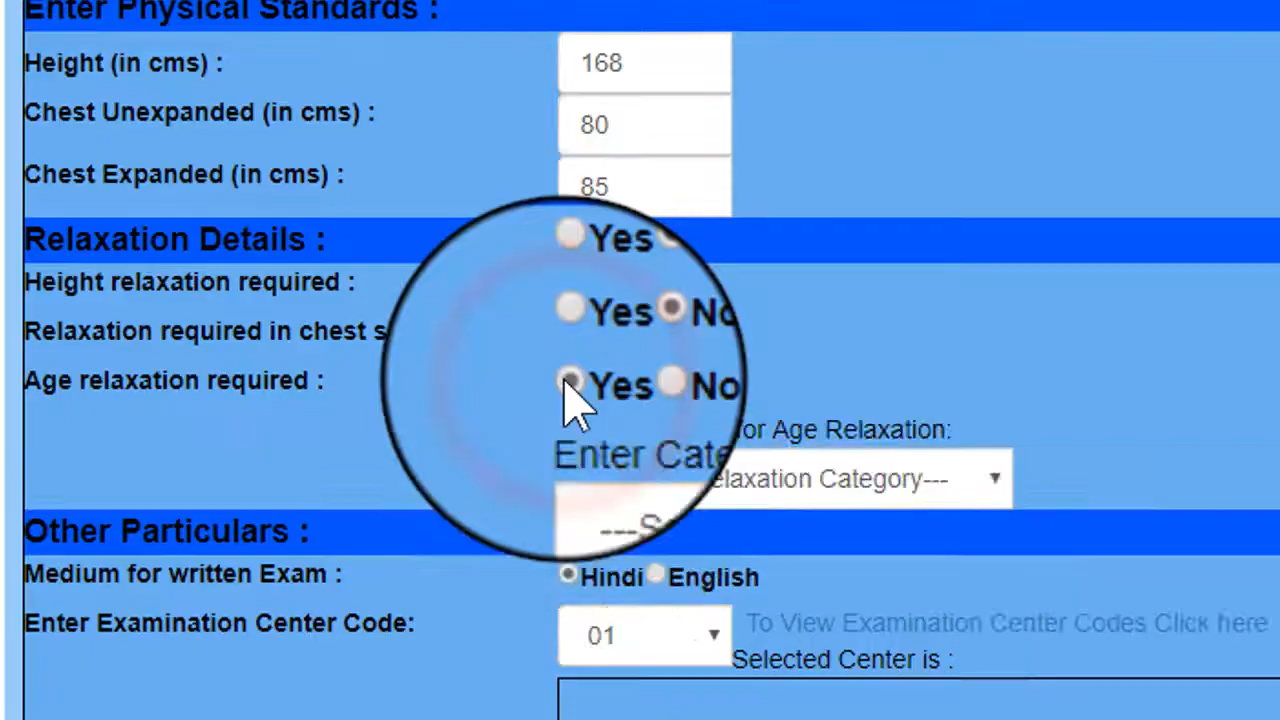 Enter Physical Standards :
Height (in cms) : 168
Chest Unexpanded (in cms) : 80
Chest Expanded (in cms) : 85
Relaxation Details :
Yes
Height relaxation required :
Relaxation required in chest s Yes No
Age relaxation required : Yes No
Enter Cate or Age Relaxation:
---S elaxation Category---
Other Particulars :
Medium for written Exam : Hindi English
Enter Examination Center Code: 01 To View Examination Center Codes Click here
Selected Center is :